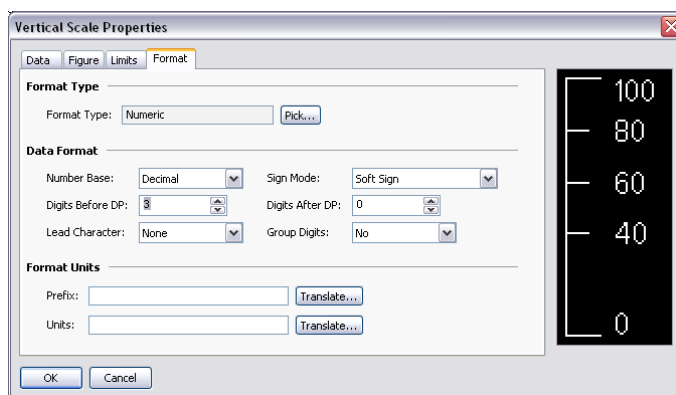 Vertical Scale Properties
Data Figure Limits Format
Format Type
Format Type: Numeric Pick...
Data Format
Number Base: Decimal Sign Mode: Soft Sign
Digits Before DP: 3 Digits After DP: 0
Lead Character: None Group Digits: No
Format Units
Prefix: Translate...
Units: Translate...
OK Cancel
100
80
60
40
0